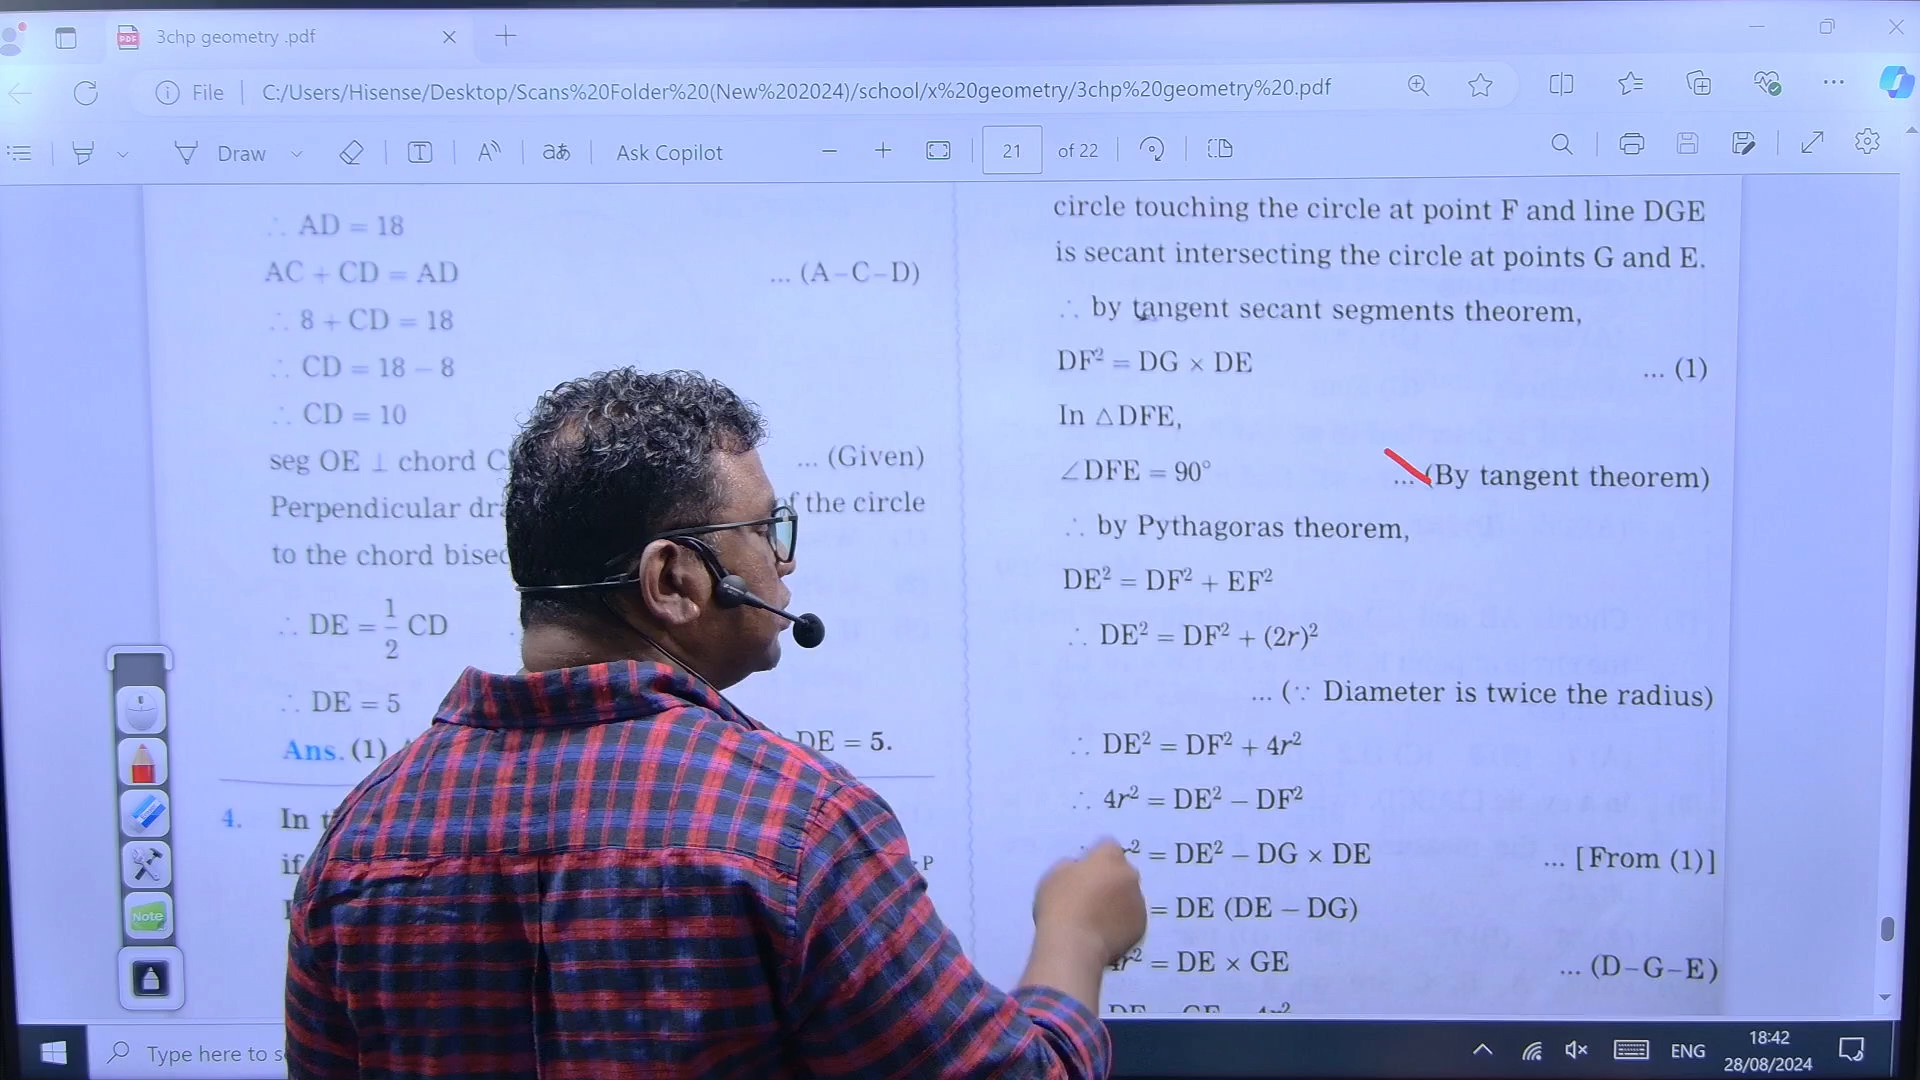 3chp geometry .pdf
File
C:/Users/Hisense/Desktop/Scans%20Folder%20(New%202024)/school/x%20geometry/3chp%20geometry%20.pdf
Draw
Ask Copilot
21 of 22
∴ AD = 18
AC + CD = AD ... (A–C–D)
∴ 8 + CD = 18
∴ CD = 18 – 8
∴ CD = 10
seg OE ⊥ chord C ... (Given)
Perpendicular of the circle
to the chord
∴ DE = 1/2 CD
∴ DE = 5
Ans. (1) DE = 5.
4. In
if P
circle touching the circle at point F and line DGE
is secant intersecting the circle at points G and E.
∴ by tangent secant segments theorem,
DF² = DG × DE ... (1)
In △DFE,
∠DFE = 90° ... (By tangent theorem)
∴ by Pythagoras theorem,
DE² = DF² + EF²
∴ DE² = DF² + (2r)²
... (∵ Diameter is twice the radius)
∴ DE² = DF² + 4r²
∴ 4r² = DE² – DF²
r² = DE² – DG × DE ... [From (1)]
= DE (DE – DG)
4r² = DE × GE ... (D–G–E)
Note
Type here to
ENG
18:42
28/08/2024